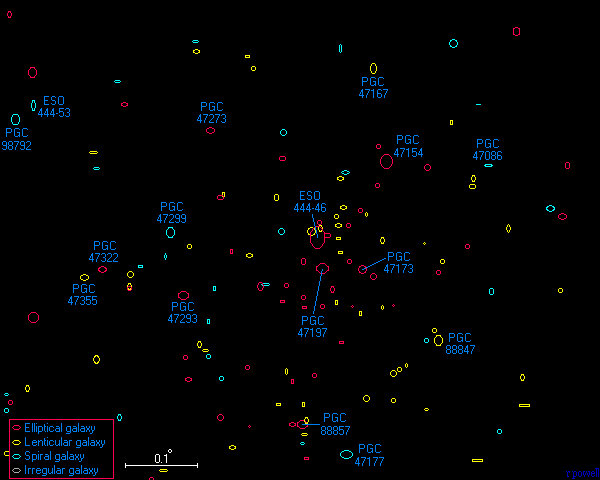 PGC
47167
ESO
444-53
PGC
98792
PGC
47273
PGC
47154
PGC
47086
ESO
444-46
PGC
47299
PGC
47322
PGC
47355
PGC
47293
PGC
47173
PGC
47197
PGC
88847
PGC
88857
PGC
47177
Elliptical galaxy
Lenticular galaxy
Spiral galaxy
Irregular galaxy
0.1°
cpowell